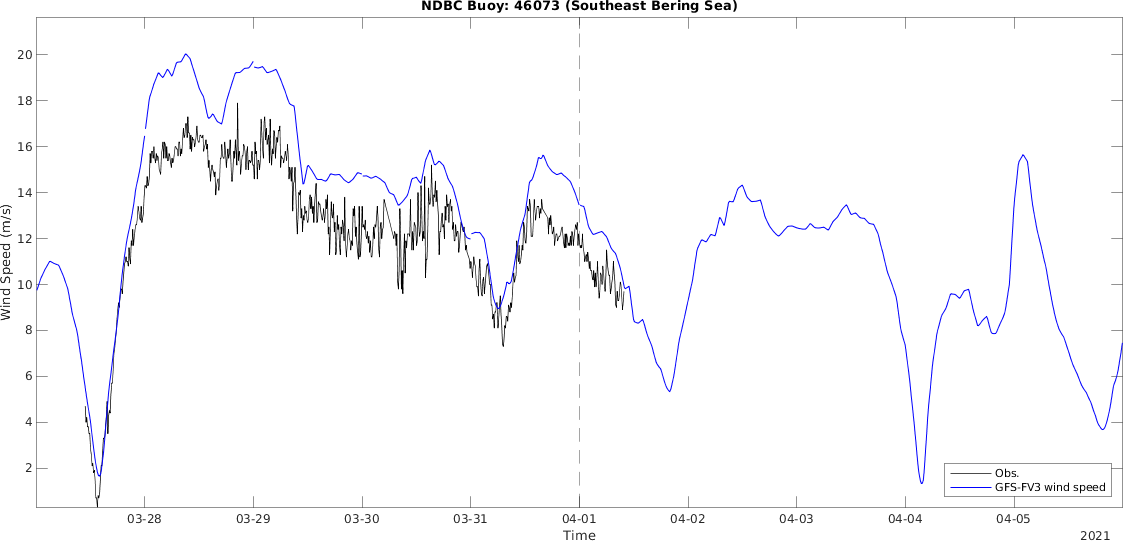 NDBC Buoy: 46073 (Southeast Bering Sea)
Wind Speed (m/s)
20
18
16
14
12
10
8
6
4
2
Obs.
GFS-FV3 wind speed
03-28 03-29 03-30 03-31 04-01 04-02 04-03 04-04 04-05
Time
2021